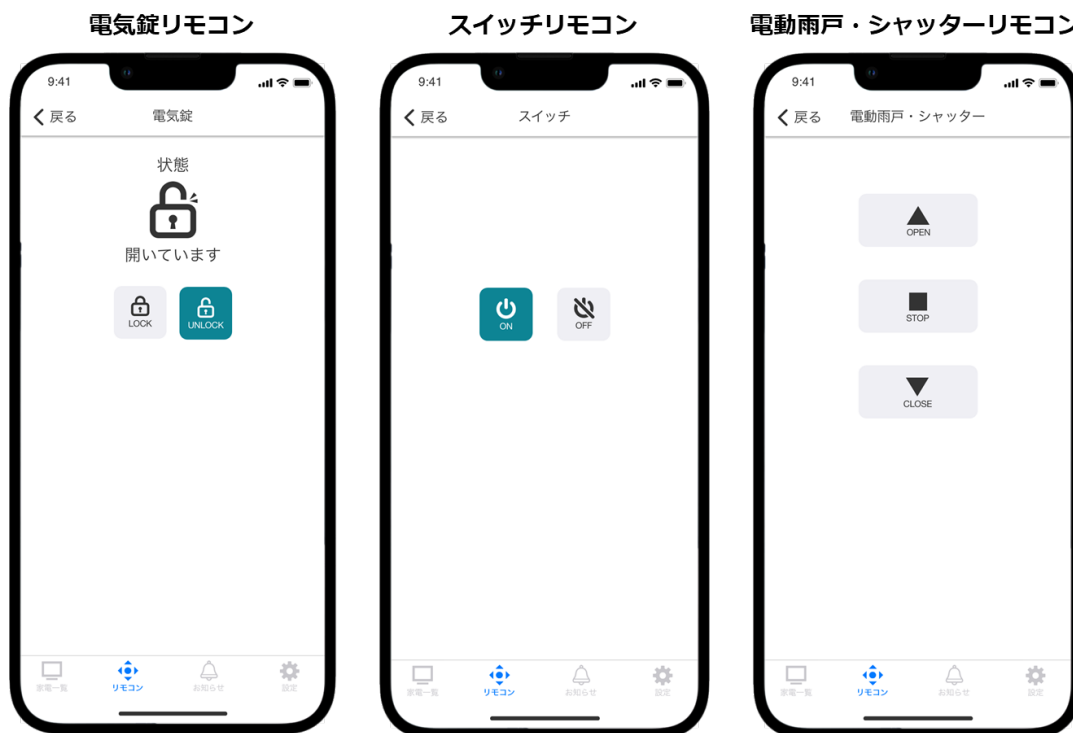 電気錠リモコン
9:41
戻る 電気錠
状態
開いています
LOCK UNLOCK
家電一覧 リモコン お知らせ 設定
スイッチリモコン
9:41
戻る スイッチ
ON OFF
家電一覧 リモコン お知らせ 設定
電動雨戸・シャッターリモコン
9:41
戻る 電動雨戸・シャッター
OPEN
STOP
CLOSE
家電一覧 リモコン お知らせ 設定